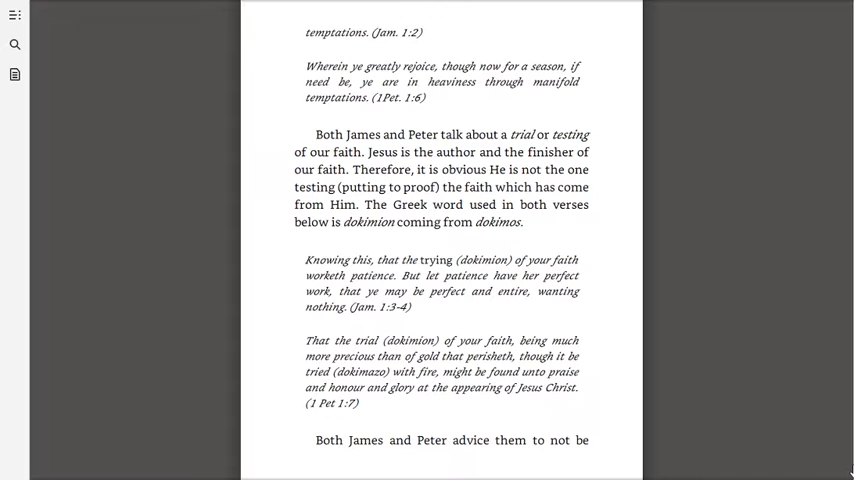 temptations. (Jam. 1:2)
Wherein ye greatly rejoice, though now for a season, if
need be, ye are in heaviness through manifold
temptations. (1Pet. 1:6)
Both James and Peter talk about a trial or testing
of our faith. Jesus is the author and the finisher of
our faith. Therefore, it is obvious He is not the one
testing (putting to proof) the faith which has come
from Him. The Greek word used in both verses
below is dokimion coming from dokimos.
Knowing this, that the trying (dokimion) of your faith
worketh patience. But let patience have her perfect
work, that ye may be perfect and entire, wanting
nothing. (Jam. 1:3-4)
That the trial (dokimion) of your faith, being much
more precious than of gold that perisheth, though it be
tried (dokimazo) with fire, might be found unto praise
and honour and glory at the appearing of Jesus Christ.
(1 Pet 1:7)
Both James and Peter advice them to not be